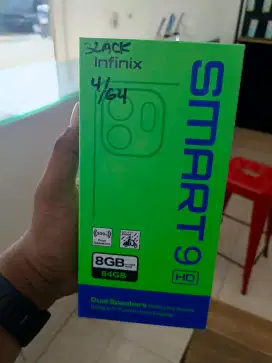 BLACK
Infinix
4/64
SMART 9
HD
8GB
64GB
Dual Speakers